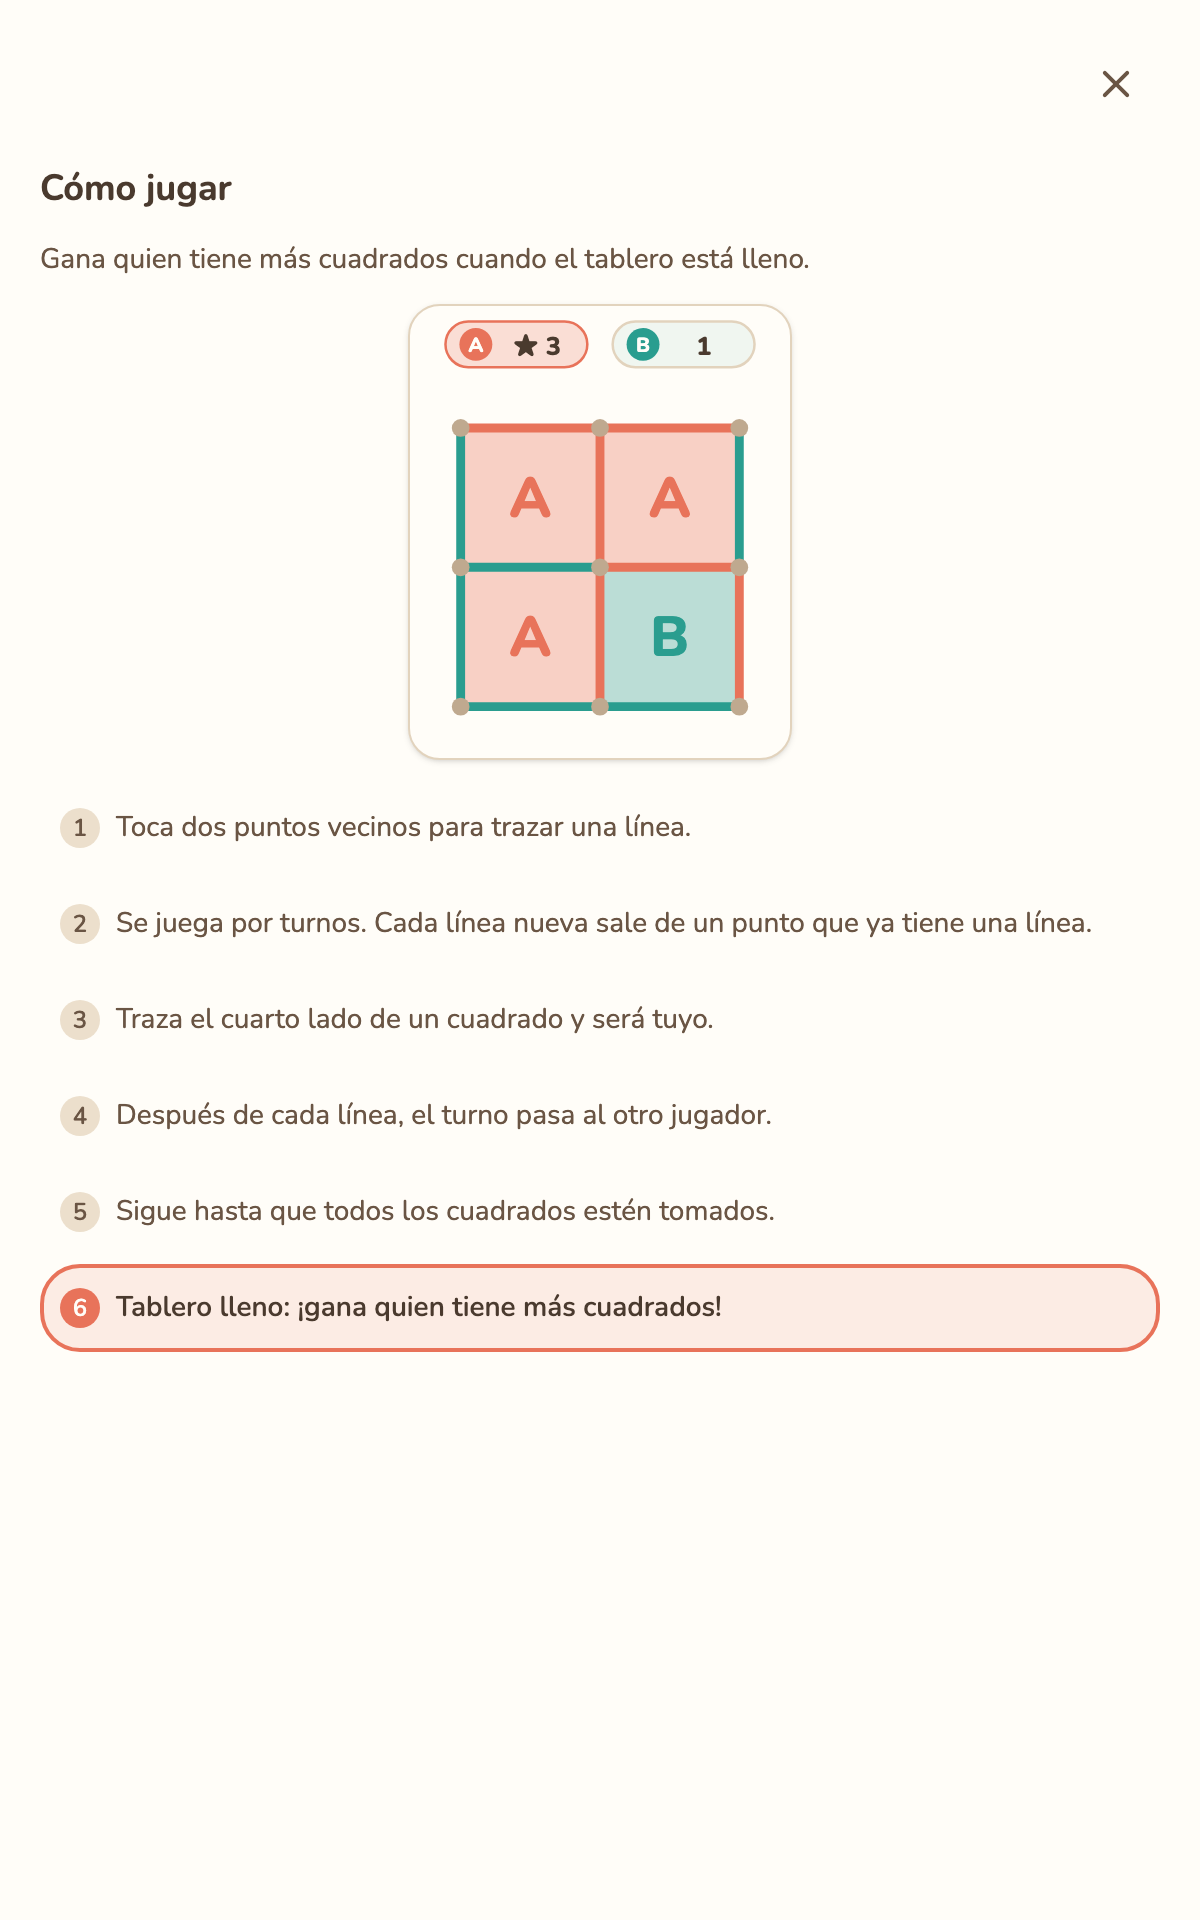 Cómo jugar
Gana quien tiene más cuadrados cuando el tablero está lleno.
A ★ 3 B 1
A A
A B
1 Toca dos puntos vecinos para trazar una línea.
2 Se juega por turnos. Cada línea nueva sale de un punto que ya tiene una línea.
3 Traza el cuarto lado de un cuadrado y será tuyo.
4 Después de cada línea, el turno pasa al otro jugador.
5 Sigue hasta que todos los cuadrados estén tomados.
6 Tablero lleno: ¡gana quien tiene más cuadrados!